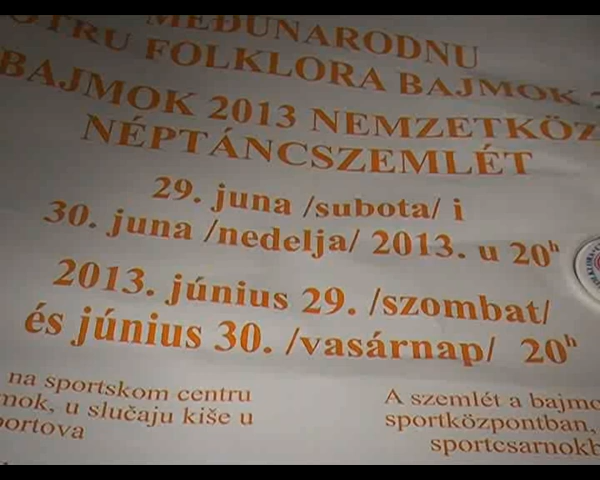 MEĐUNARODNU
FOLKLORA BAJMOK
BAJMOK 2013 NEMZETKÖZ
NÉPTÁNCSZEMLÉT
29. juna /subota/ i
30. juna /nedelja/ 2013. u 20h
2013. június 29. /szombat/
és június 30. /vasárnap/ 20h
na sportskom centru
mok, u slučaju kiše u
portova
A szemlét a bajmo
sportközpontban,
sportcsarnokb